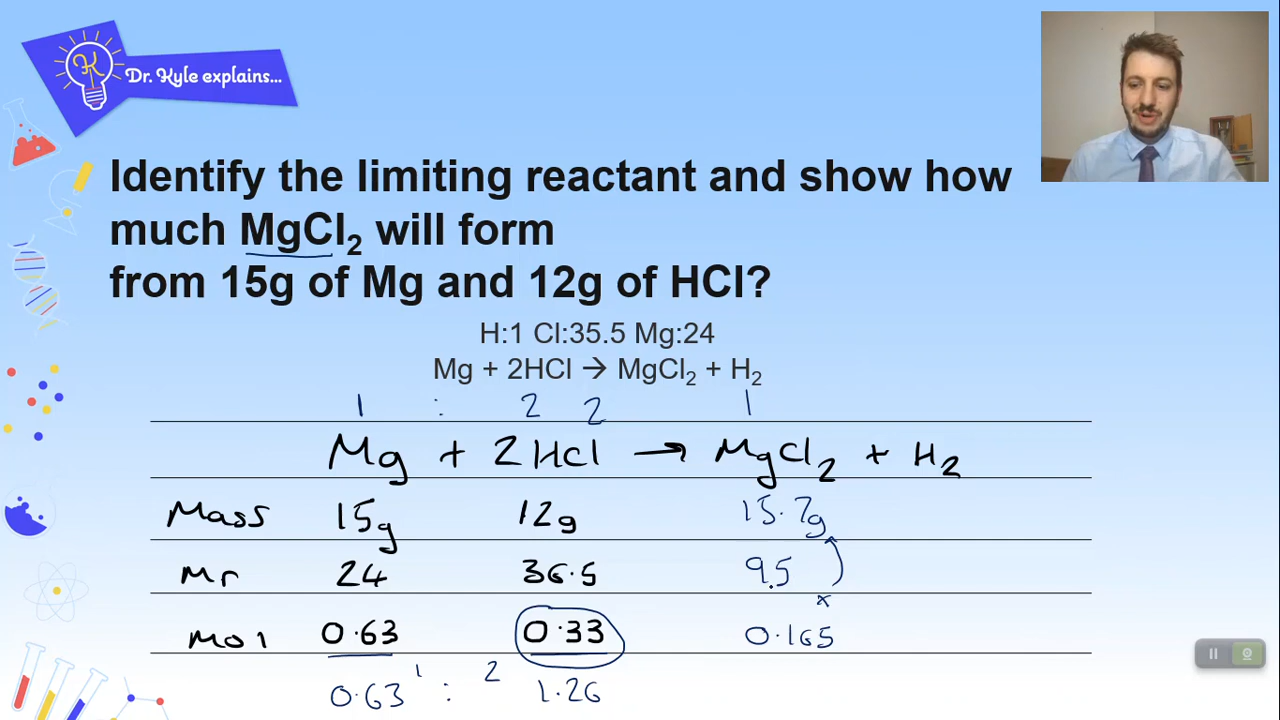 K
Dr. Kyle explains...
Identify the limiting reactant and show how
much MgCl₂ will form
from 15g of Mg and 12g of HCl?
H:1 Cl:35.5 Mg:24
Mg + 2HCl → MgCl₂ + H₂
1 : 2 2 1
Mg + 2HCl → MgCl₂ + H₂
Mass 15g 12g 15.7g
Mr 24 36.5 95
x
Mol 0.63 0.33 0.165
1 2
0.63 : 1.26